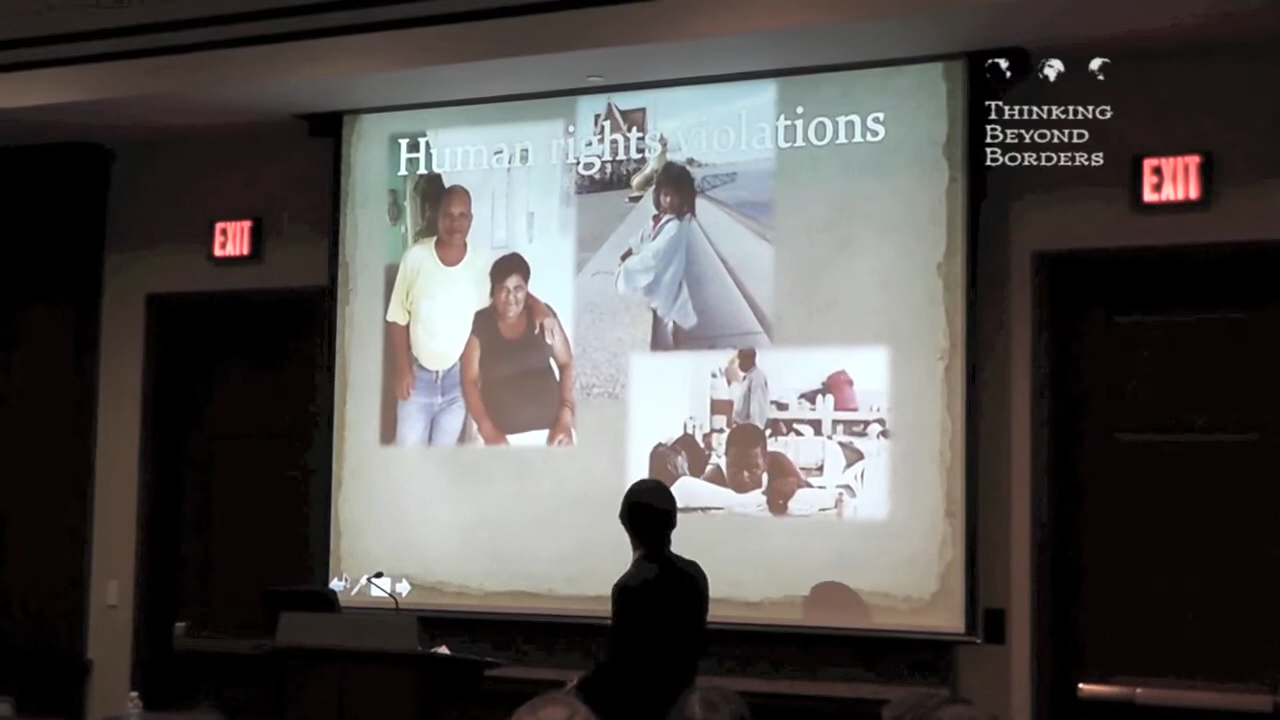 Human rights violations
THINKING
BEYOND
BORDERS
EXIT
EXIT